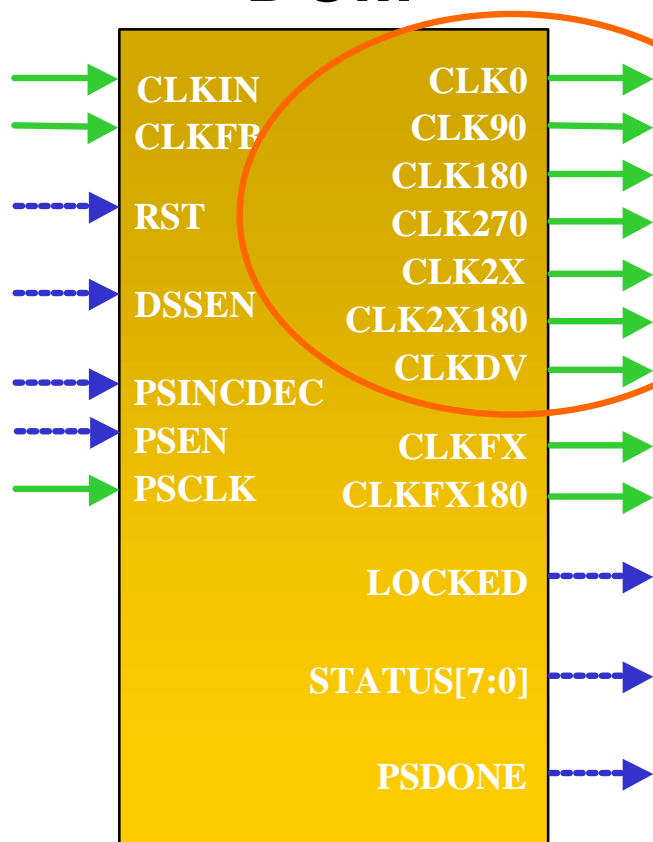 CLKIN
CLKFB
RST
DSSEN
PSINCDEC
PSEN
PSCLK
CLK0
CLK90
CLK180
CLK270
CLK2X
CLK2X180
CLKDV
CLKFX
CLKFX180
LOCKED
STATUS[7:0]
PSDONE